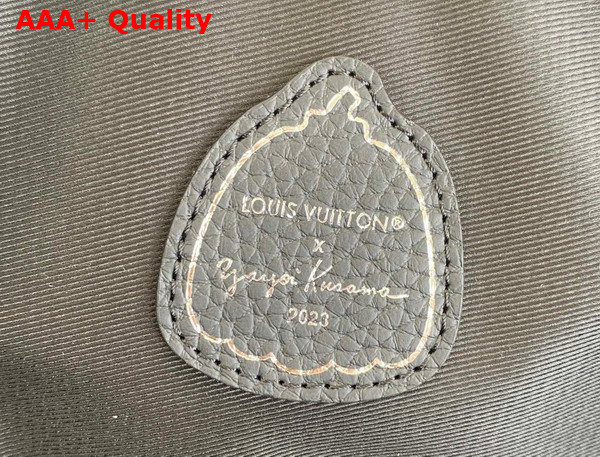 AAA+ Quality
LOUIS VUITTON®
x
Yayoi Kusama
2023